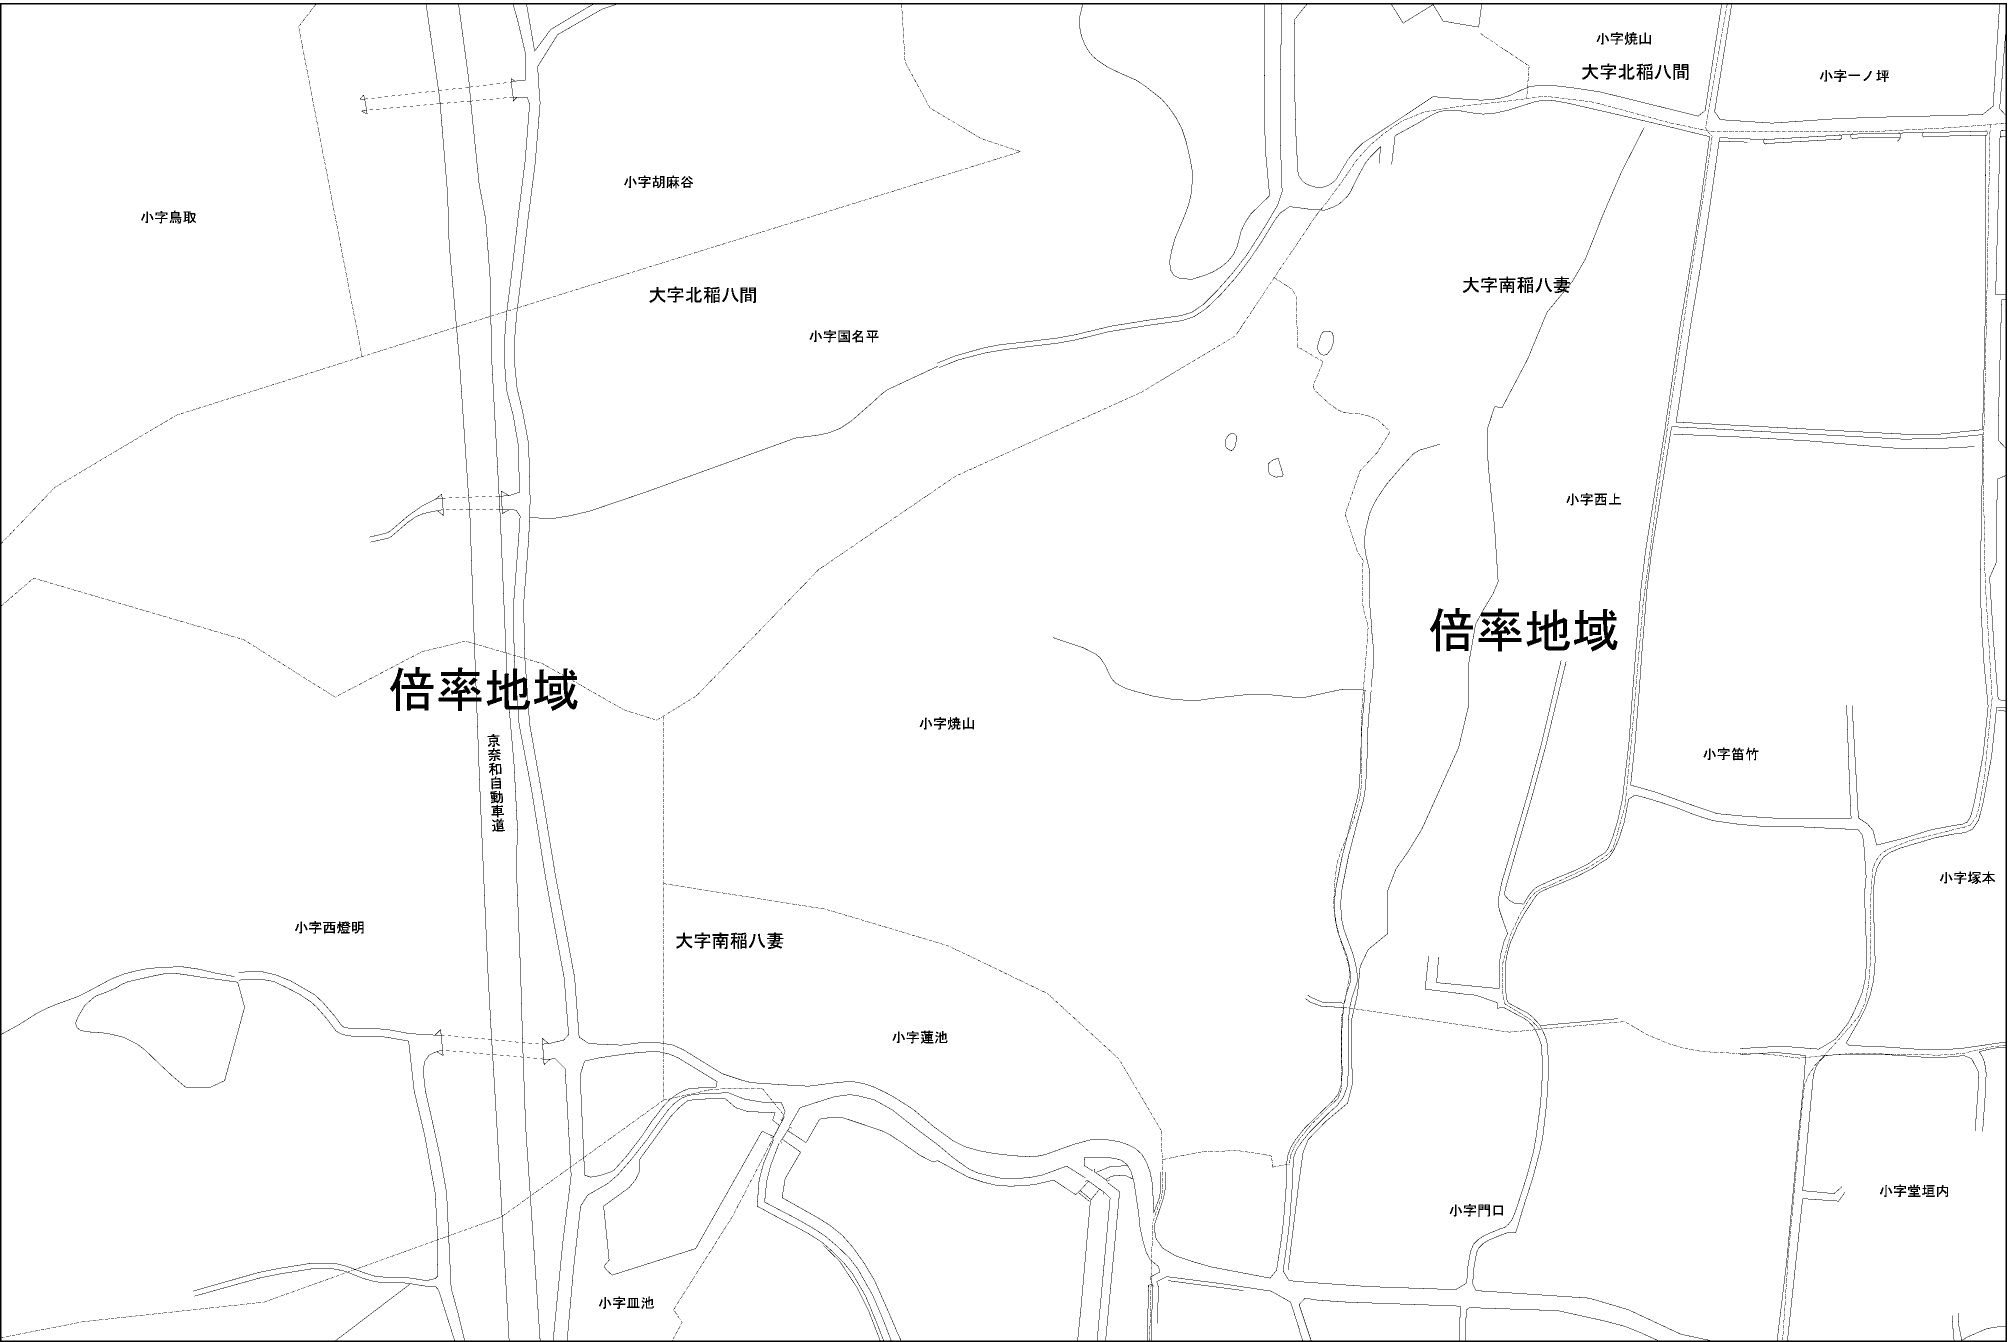 小字焼山
大字北稲八間
小字一ノ坪
小字胡麻谷
小字鳥取
大字北稲八間
大字南稲八妻
小字国名平
小字西上
倍率地域
倍率地域
小字焼山
京奈和自動車道
小字笛竹
小字塚本
小字西燈明
大字南稲八妻
小字蓮池
小字堂垣内
小字門口
小字皿池